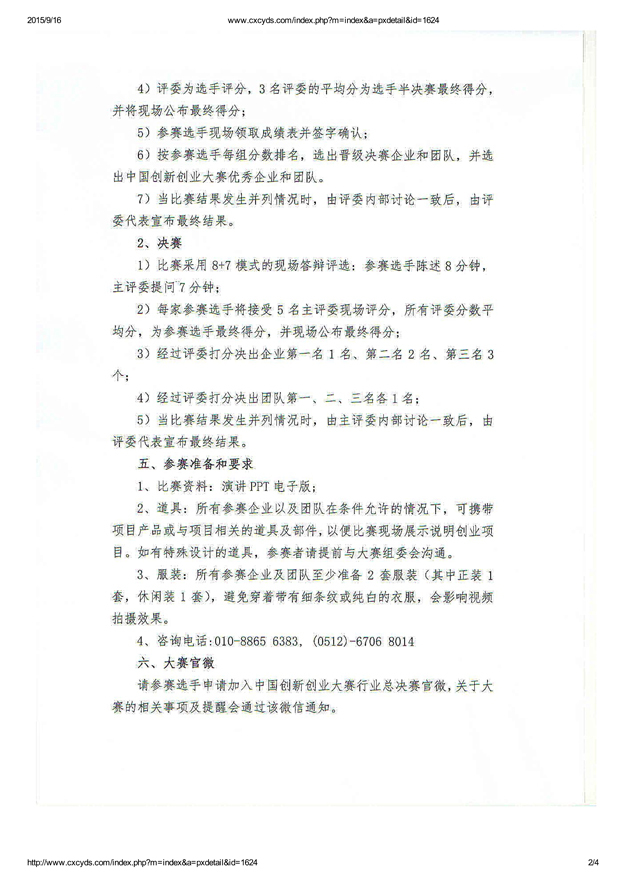 2015/9/16
www.cxcyds.com/index.php?m=index&a=pxdetail&id=1624
4）评委为选手评分，3 名评委的平均分为选手半决赛最终得分，
并将现场公布最终得分；
5）参赛选手现场领取成绩表并签字确认；
6）按参赛选手每组分数排名，选出晋级决赛企业和团队，并选
出中国创新创业大赛优秀企业和团队。
7）当比赛结果发生并列情况时，由评委内部讨论一致后，由评
委代表宣布最终结果。
2、决赛
1）比赛采用 8+7 模式的现场答辩评选：参赛选手陈述 8 分钟，
主评委提问 7 分钟；
2）每家参赛选手将接受 5 名主评委现场评分，所有评委分数平
均分，为参赛选手最终得分，并现场公布最终得分；
3）经过评委打分决出企业第一名 1 名、第二名 2 名、第三名 3
个；
4）经过评委打分决出团队第一、二、三名各 1 名；
5）当比赛结果发生并列情况时，由主评委内部讨论一致后，由
评委代表宣布最终结果。
五、参赛准备和要求
1、比赛资料：演讲 PPT 电子版；
2、道具：所有参赛企业以及团队在条件允许的情况下，可携带
项目产品或与项目相关的道具及部件，以便比赛现场展示说明创业项
目。如有特殊设计的道具，参赛者请提前与大赛组委会沟通。
3、服装：所有参赛企业及团队至少准备 2 套服装（其中正装 1
套，休闲装 1 套），避免穿着带有细条纹或纯白的衣服，会影响视频
拍摄效果。
4、咨询电话:010-8865 6383, (0512)-6706 8014
六、大赛官微
请参赛选手申请加入中国创新创业大赛行业总决赛官微,关于大
赛的相关事项及提醒会通过该微信通知。
http://www.cxcyds.com/index.php?m=index&a=pxdetail&id=1624
2/4